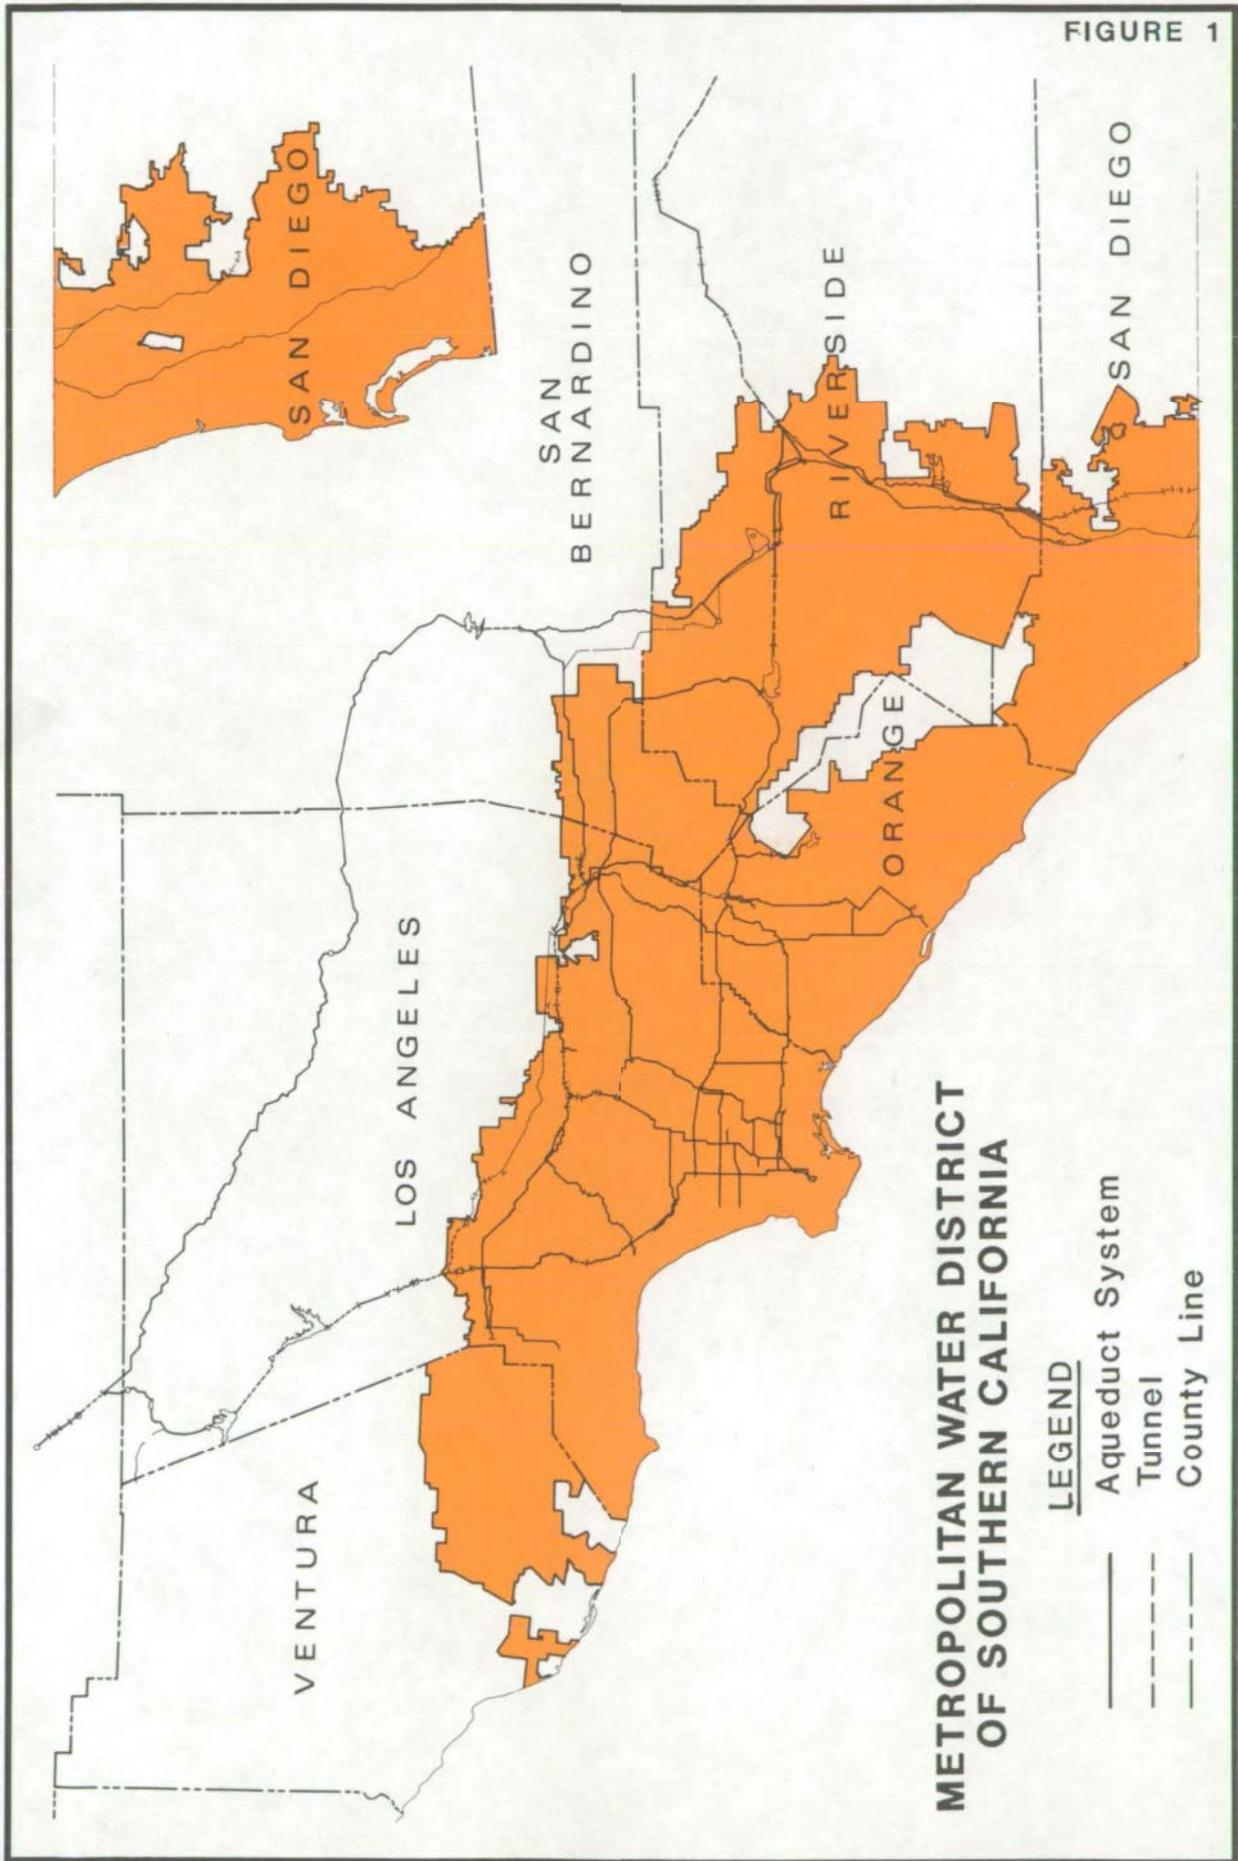 FIGURE 1
VENTURA
LOS ANGELES
SAN
BERNARDINO
SAN DIEGO
RIVERSIDE
ORANGE
SAN DIEGO
METROPOLITAN WATER DISTRICT
OF SOUTHERN CALIFORNIA
LEGEND
Aqueduct System
Tunnel
County Line